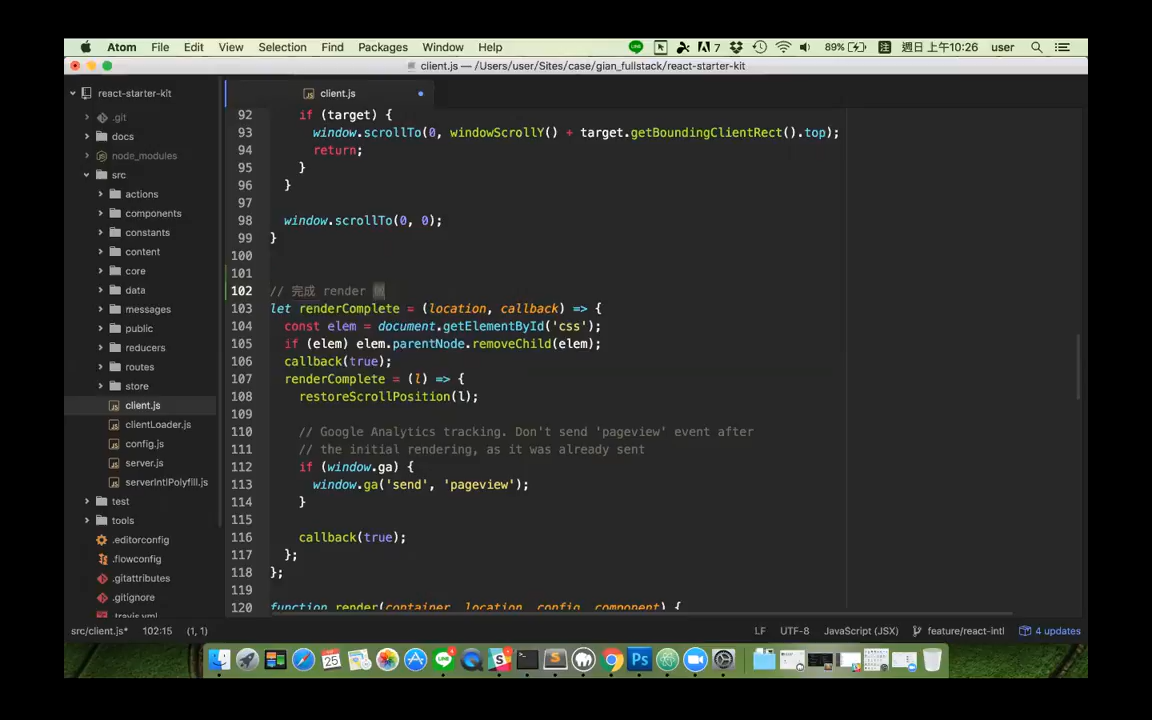 Atom File Edit View Selection Find Packages Window Help 7 89% 注 週日 上午10:26 user
client.js — /Users/user/Sites/case/gian_fullstack/react-starter-kit
react-starter-kit
.git
docs
node_modules
src
actions
components
constants
content
core
data
messages
public
reducers
routes
store
client.js
clientLoader.js
config.js
server.js
serverIntlPolyfill.js
test
tools
.editorconfig
.flowconfig
.gitattributes
.gitignore
.travis.yml
client.js
92 if (target) {
93 window.scrollTo(0, windowScrollY() + target.getBoundingClientRect().top);
94 return;
95 }
96 }
97
98 window.scrollTo(0, 0);
99 }
100
101
102 // 完成 render
103 let renderComplete = (location, callback) => {
104 const elem = document.getElementById('css');
105 if (elem) elem.parentNode.removeChild(elem);
106 callback(true);
107 renderComplete = (l) => {
108 restoreScrollPosition(l);
109
110 // Google Analytics tracking. Don't send 'pageview' event after
111 // the initial rendering, as it was already sent
112 if (window.ga) {
113 window.ga('send', 'pageview');
114 }
115
116 callback(true);
117 };
118 };
119
120 function render(container, location, config, component) {
src/client.js* 102:15 (1, 1) LF UTF-8 JavaScript (JSX) feature/react-intl 4 updates